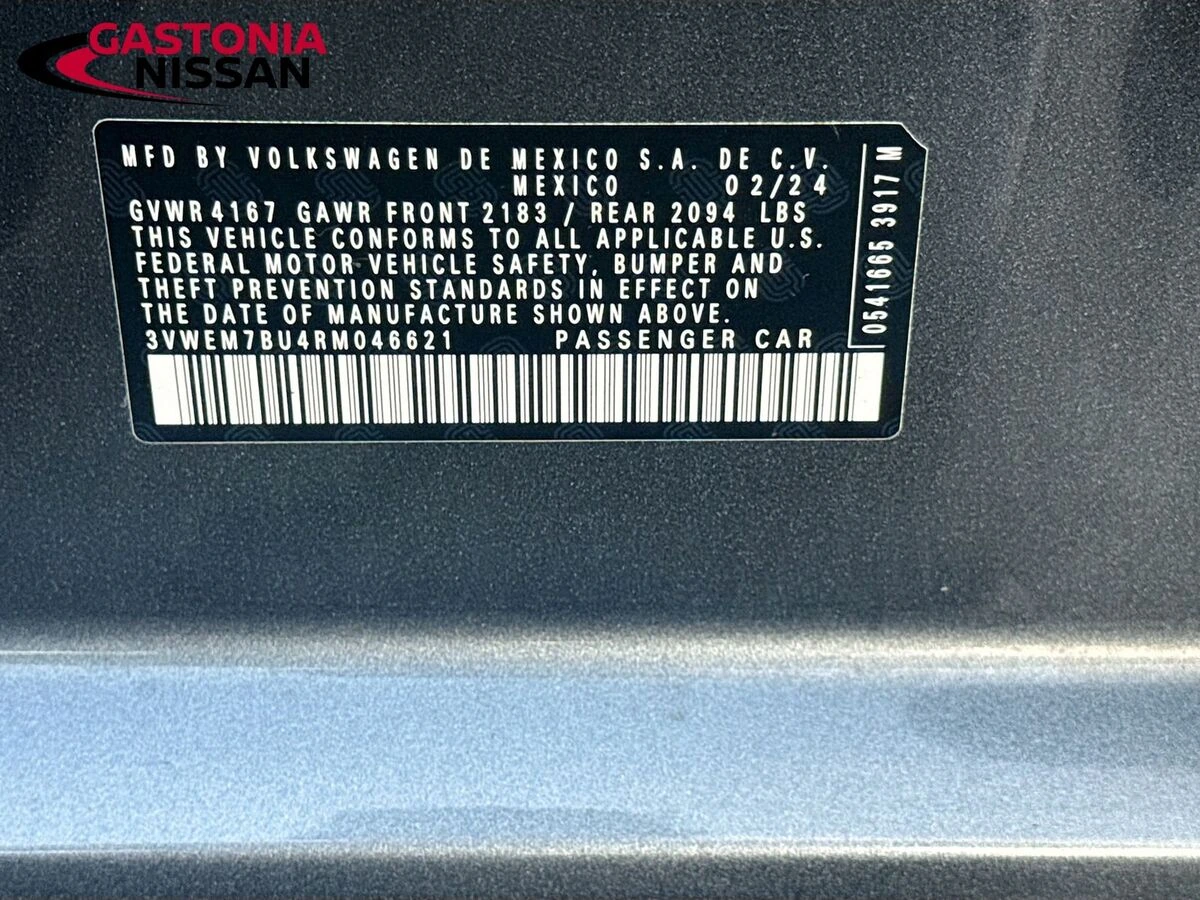 GASTONIA
NISSAN
MFD BY VOLKSWAGEN DE MEXICO S.A. DE C.V.
MEXICO 02/24
GVWR 4167 GAWR FRONT 2183 / REAR 2094 LBS
THIS VEHICLE CONFORMS TO ALL APPLICABLE U.S.
FEDERAL MOTOR VEHICLE SAFETY, BUMPER AND
THEFT PREVENTION STANDARDS IN EFFECT ON
THE DATE OF MANUFACTURE SHOWN ABOVE.
3VWEM7BU4RM046621 PASSENGER CAR
0541665 3917 M